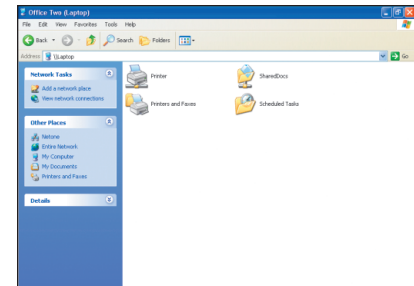 Office Two (Laptop)
File Edit View Favorites Tools Help
Back Search Folders
Address \\Laptop Go
Network Tasks
Add a network place
View network connections
Other Places
Netone
Entire Network
My Computer
My Documents
Printers and Faxes
Details
Printer SharedDocs
Printers and Faxes Scheduled Tasks